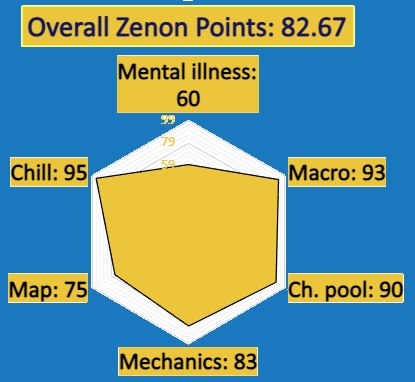 Overall Zenon Points: 82.67
Mental illness:
60
99
79
59
Chill: 95
Macro: 93
Map: 75
Ch. pool: 90
Mechanics: 83